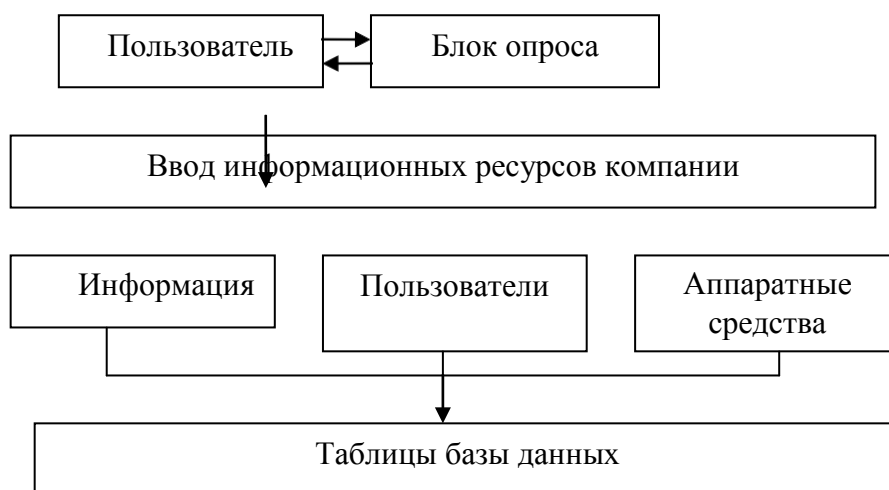 Пользователь
Блок опроса
Ввод информационных ресурсов компании
Информация
Пользователи
Аппаратные
средства
Таблицы базы данных